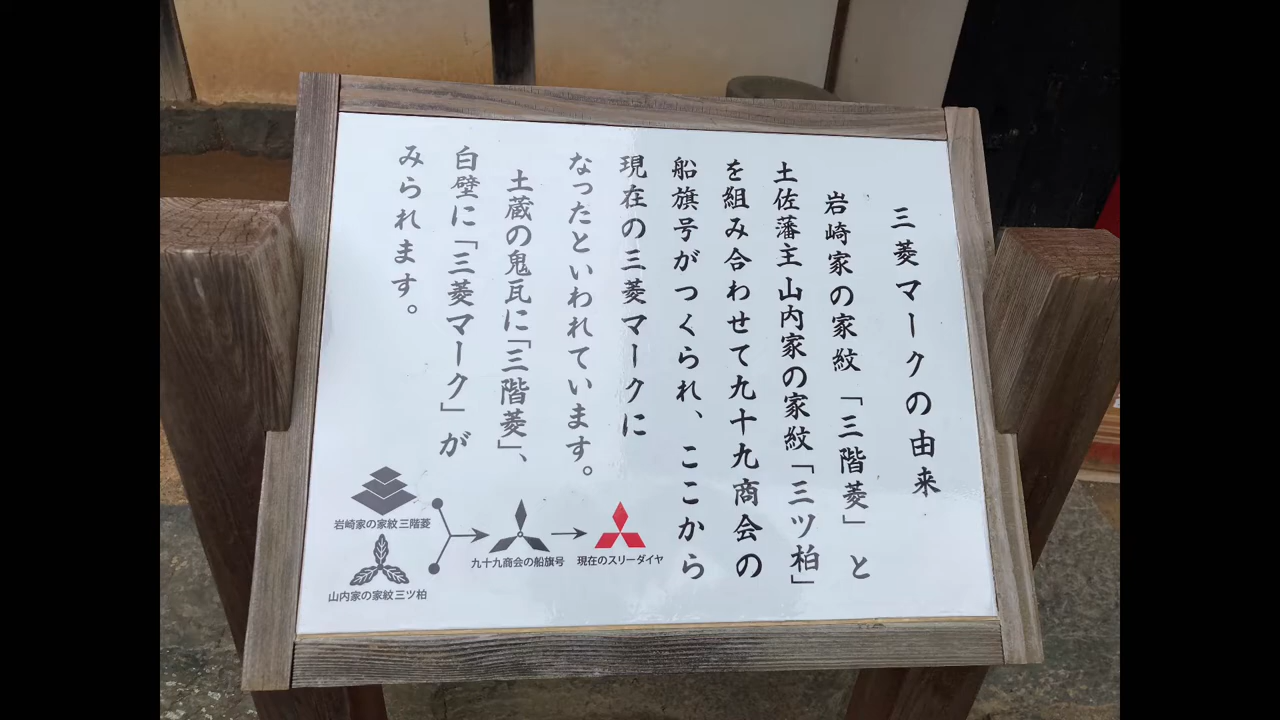 三菱マークの由来
岩崎家の家紋「三階菱」と
土佐藩主山内家の家紋「三ツ柏」
を組み合わせて九十九商会の
船旗号がつくられ、ここから
現在の三菱マークに
なったといわれています。
土蔵の鬼瓦に「三階菱」、
白壁に「三菱マーク」が
みられます。
岩崎家の家紋三階菱
山内家の家紋三ツ柏
九十九商会の船旗号
現在のスリーダイヤ